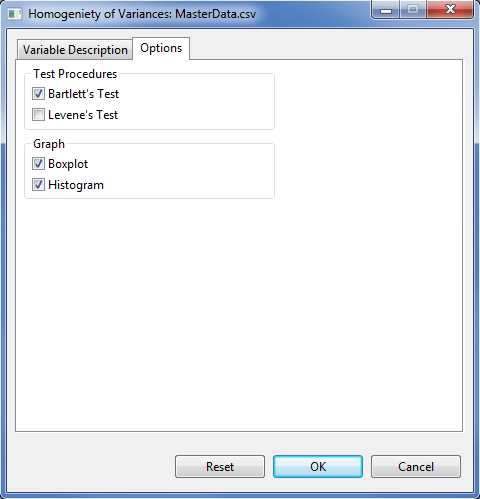 Homogeniety of Variances: MasterData.csv
Variable Description
Options
Test Procedures
Bartlett's Test
Levene's Test
Graph
Boxplot
Histogram
Reset
OK
Cancel